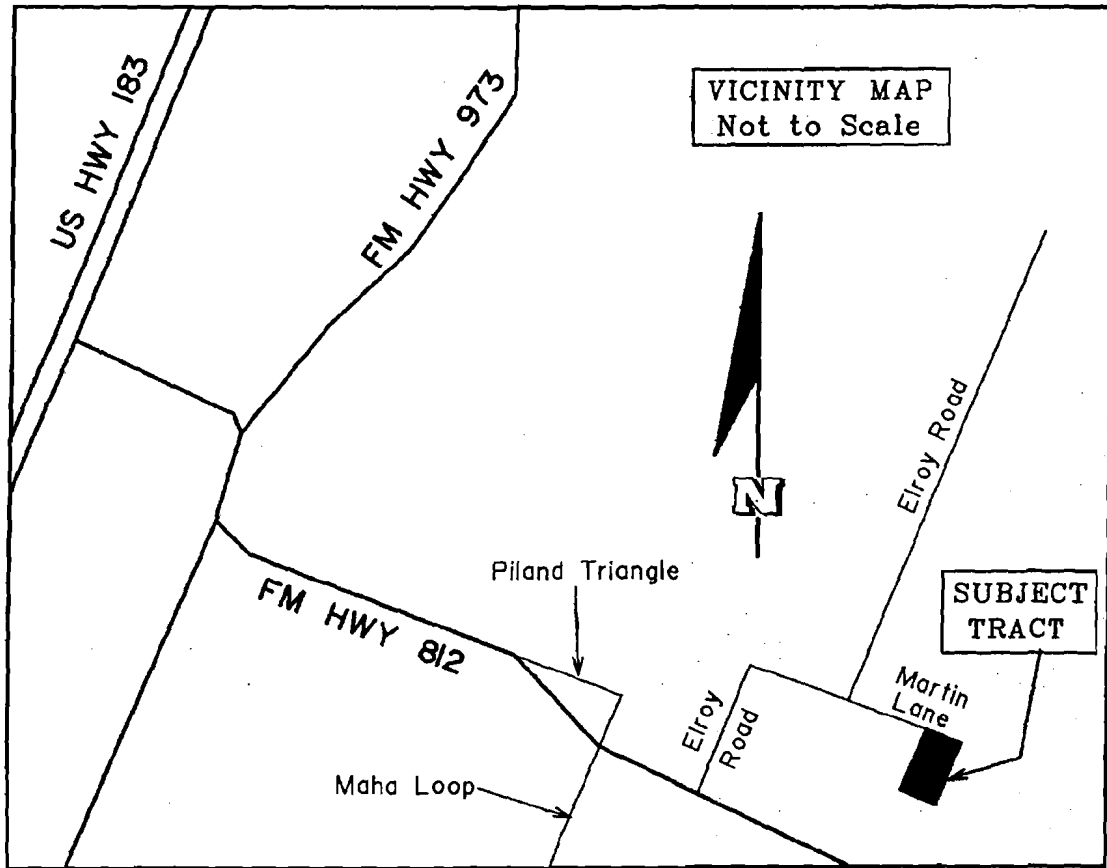 US HWY 183
FM HWY 973
VICINITY MAP
Not to Scale
N
Elroy Road
Piland Triangle
FM HWY 812
SUBJECT
TRACT
Martin
Lane
Elroy
Road
Maha Loop